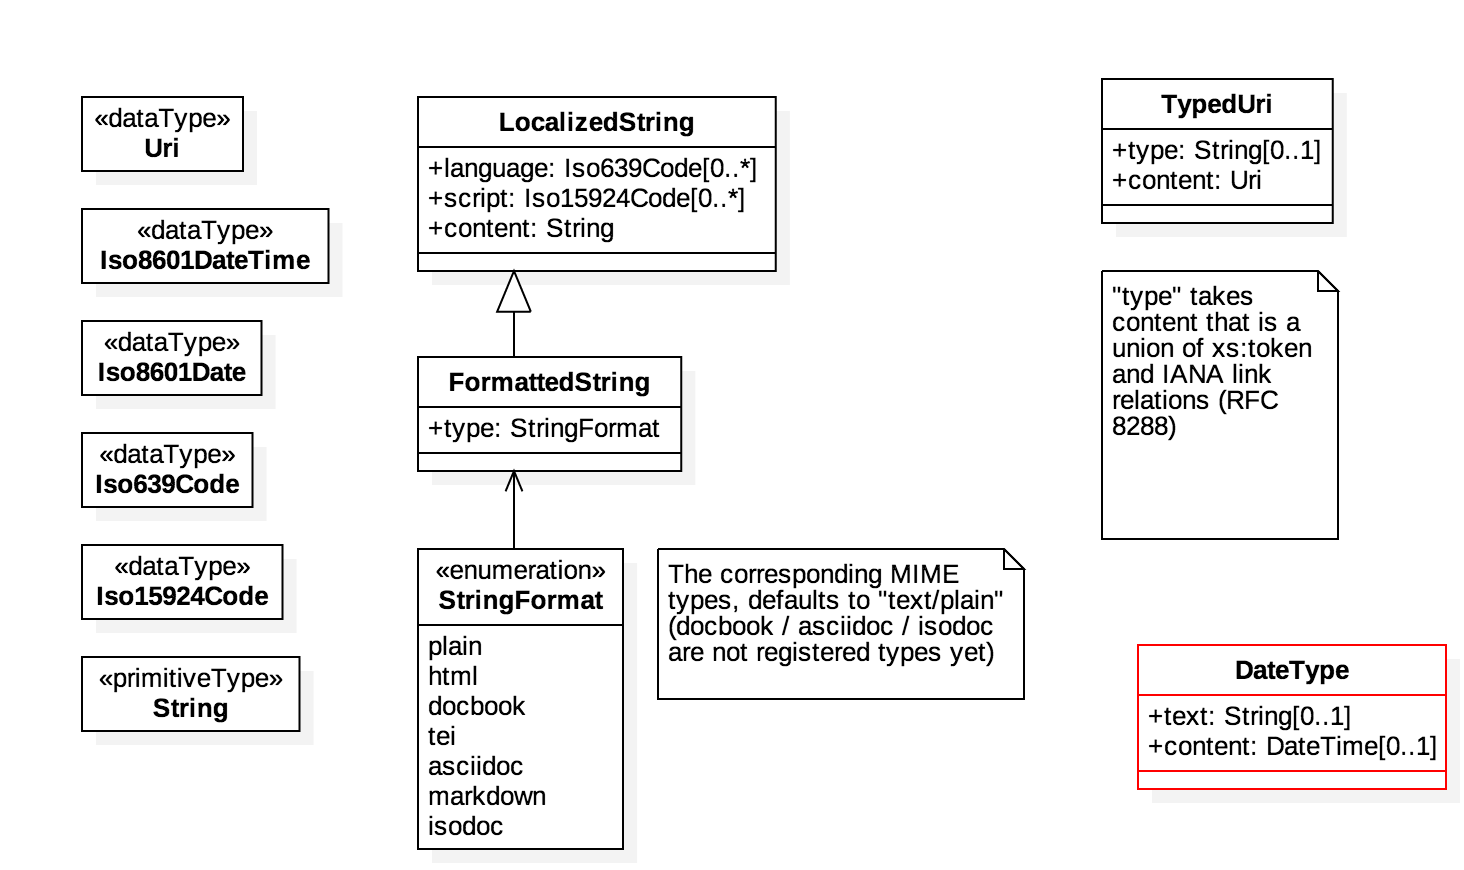 «dataType»
Uri
«dataType»
Iso8601DateTime
«dataType»
Iso8601Date
«dataType»
Iso639Code
«dataType»
Iso15924Code
«primitiveType»
String
LocalizedString
+language: Iso639Code[0..*]
+script: Iso15924Code[0..*]
+content: String
FormattedString
+type: StringFormat
«enumeration»
StringFormat
plain
html
docbook
tei
asciidoc
markdown
isodoc
The corresponding MIME
types, defaults to "text/plain"
(docbook / asciidoc / isodoc
are not registered types yet)
TypedUri
+type: String[0..1]
+content: Uri
"type" takes
content that is a
union of xs:token
and IANA link
relations (RFC
8288)
DateType
+text: String[0..1]
+content: DateTime[0..1]